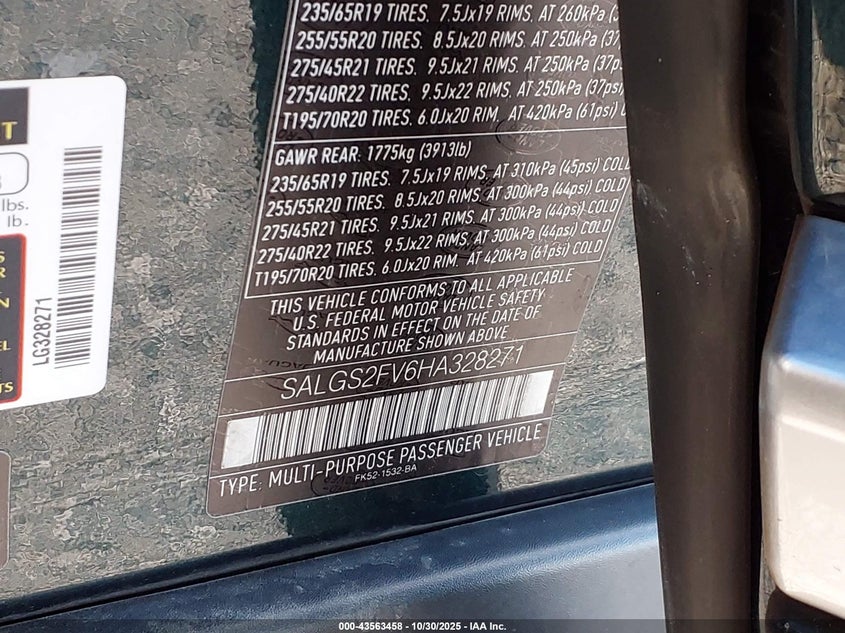 235/65R19 TIRES. 7.5Jx19 RIMS, AT 260kPa
255/55R20 TIRES. 8.5Jx20 RIMS, AT 250kPa (37
275/45R21 TIRES. 9.5Jx21 RIMS, AT 250kPa (37p
275/40R22 TIRES. 9.5Jx22 RIMS, AT 250kPa (37psi
T195/70R20 TIRES. 6.0Jx20 RIM, AT 420kPa (61psi)
GAWR REAR: 1775kg (3913lb)
235/65R19 TIRES. 7.5Jx19 RIMS, AT 310kPa (45psi) COLD
255/55R20 TIRES. 8.5Jx20 RIMS, AT 300kPa (44psi) COLD
275/45R21 TIRES. 9.5Jx21 RIMS, AT 300kPa (44psi) COLD
275/40R22 TIRES. 9.5Jx22 RIMS, AT 300kPa (44psi) COLD
T195/70R20 TIRES. 6.0Jx20 RIM, AT 420kPa (61psi) COLD
THIS VEHICLE CONFORMS TO ALL APPLICABLE
U.S. FEDERAL MOTOR VEHICLE SAFETY
STANDARDS IN EFFECT ON THE DATE OF
MANUFACTURE SHOWN ABOVE
SALGS2FV6HA328271
TYPE: MULTI-PURPOSE PASSENGER VEHICLE
FK52-1532-BA
lbs.
lb.
LG328271
000-43563458 - 10/30/2025 - IAA Inc.